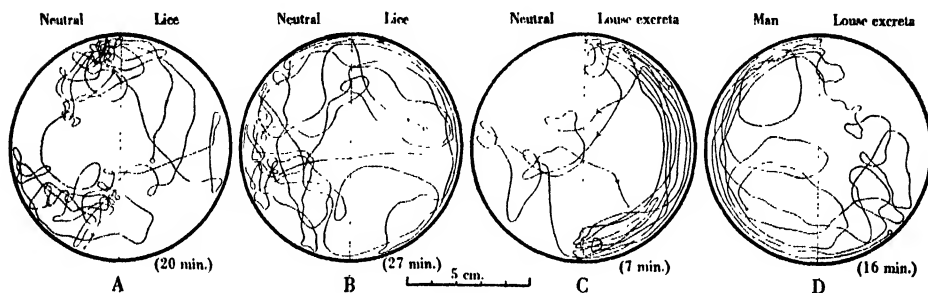 Neutral Lice Neutral Lice Neutral Louse excreta Man Louse excreta
(20 min.) (27 min.) (7 min.) (16 min.)
A B 5 cm. C D